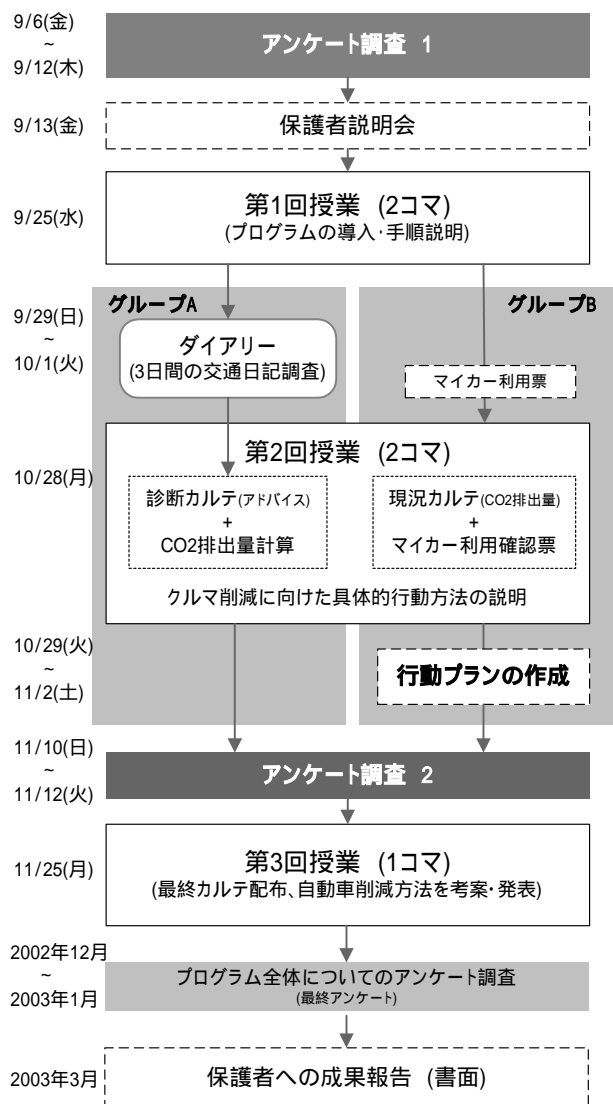 9/6(金)
~
9/12(木)
アンケート調査 1
9/13(金)
保護者説明会
9/25(水)
第1回授業 (2コマ)
(プログラムの導入・手順説明)
グループA
グループB
9/29(日)
~
10/1(火)
ダイアリー
(3日間の交通日記調査)
マイカー利用票
10/28(月)
第2回授業 (2コマ)
診断カルテ(アドバイス)
+
CO2排出量計算
現況カルテ(CO2排出量)
+
マイカー利用確認票
クルマ削減に向けた具体的行動方法の説明
10/29(火)
~
11/2(土)
行動プランの作成
11/10(日)
~
11/12(火)
アンケート調査 2
11/25(月)
第3回授業 (1コマ)
(最終カルテ配布、自動車削減方法を考案・発表)
2002年12月
~
2003年1月
プログラム全体についてのアンケート調査
(最終アンケート)
2003年3月
保護者への成果報告 (書面)